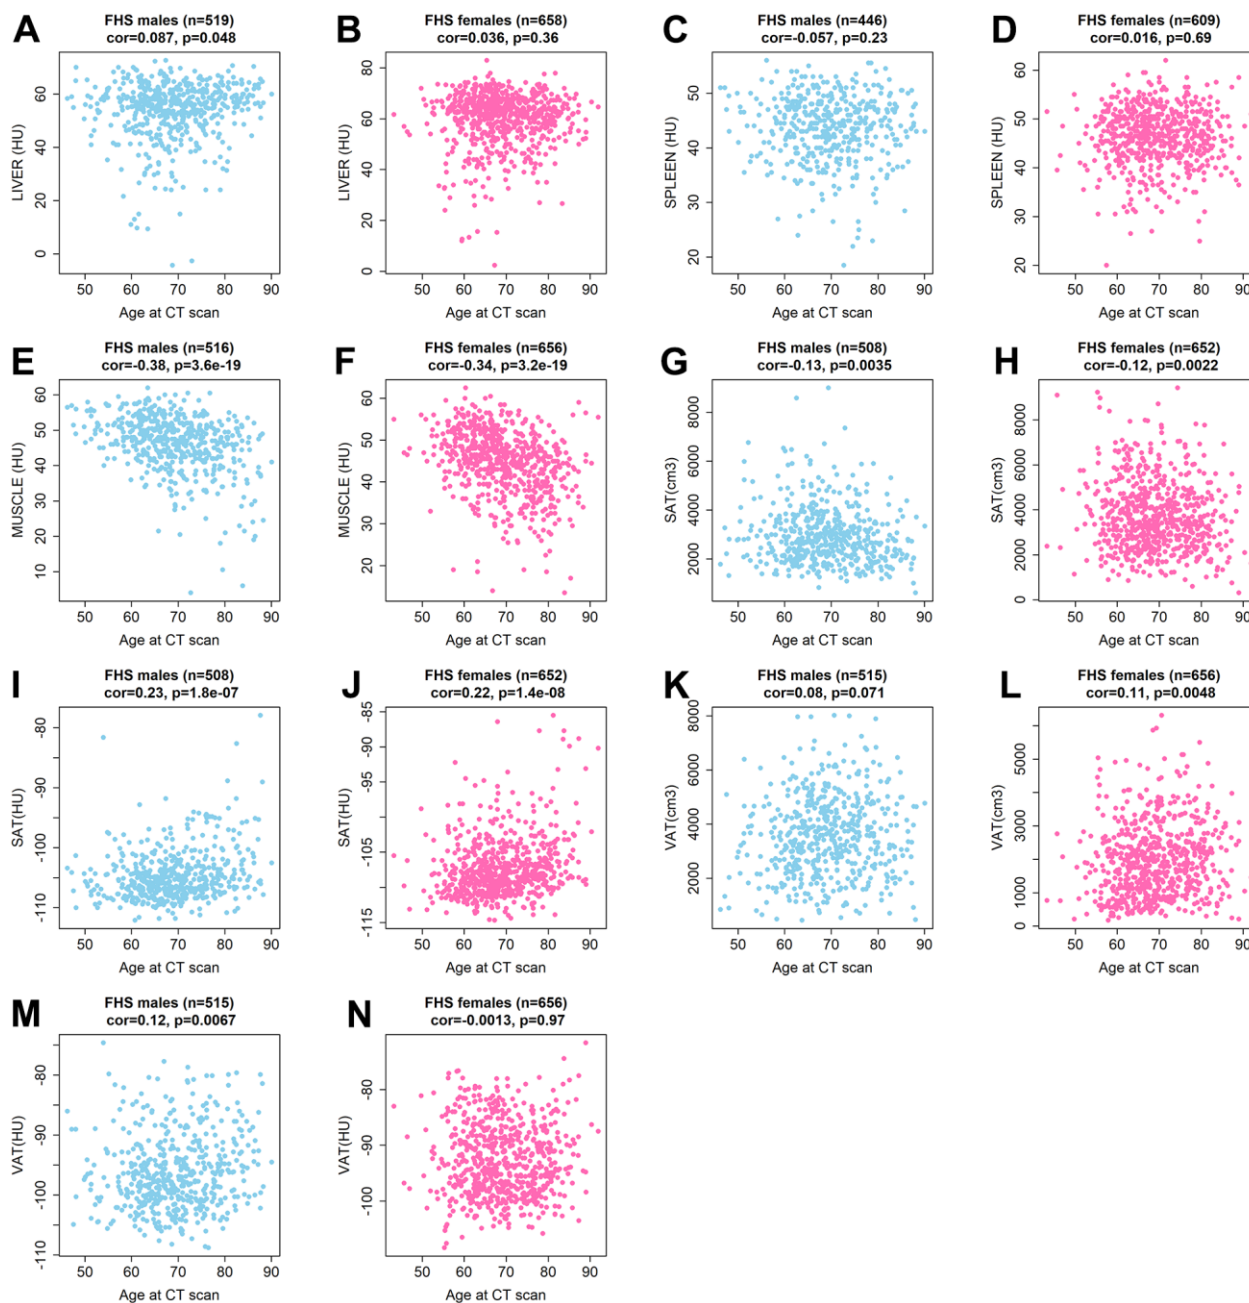 A
FHS males (n=519)
cor=0.087, p=0.048
LIVER (HU)
60
40
20
0
50 60 70 80 90
Age at CT scan
B
FHS females (n=658)
cor=0.036, p=0.36
LIVER (HU)
80
60
40
20
0
50 60 70 80 90
Age at CT scan
C
FHS males (n=446)
cor=-0.057, p=0.23
SPLEEN (HU)
50
40
30
20
50 60 70 80 90
Age at CT scan
D
FHS females (n=609)
cor=0.016, p=0.69
SPLEEN (HU)
60
50
40
30
20
50 60 70 80 90
Age at CT scan
E
FHS males (n=516)
cor=-0.38, p=3.6e-19
MUSCLE (HU)
60
50
40
30
20
10
50 60 70 80 90
Age at CT scan
F
FHS females (n=656)
cor=-0.34, p=3.2e-19
MUSCLE (HU)
60
50
40
30
20
50 60 70 80 90
Age at CT scan
G
FHS males (n=508)
cor=-0.13, p=0.0035
SAT(cm3)
8000
6000
4000
2000
50 60 70 80 90
Age at CT scan
H
FHS females (n=652)
cor=-0.12, p=0.0022
SAT(cm3)
8000
6000
4000
2000
0
50 60 70 80 90
Age at CT scan
I
FHS males (n=508)
cor=0.23, p=1.8e-07
SAT(HU)
-80
-90
-100
-110
50 60 70 80 90
Age at CT scan
J
FHS females (n=652)
cor=0.22, p=1.4e-08
SAT(HU)
-85
-95
-105
-115
50 60 70 80 90
Age at CT scan
K
FHS males (n=515)
cor=0.08, p=0.071
VAT(cm3)
8000
6000
4000
2000
50 60 70 80 90
Age at CT scan
L
FHS females (n=656)
cor=0.11, p=0.0048
VAT(cm3)
5000
3000
1000
0
50 60 70 80 90
Age at CT scan
M
FHS males (n=515)
cor=0.12, p=0.0067
VAT(HU)
-80
-90
-100
-110
50 60 70 80 90
Age at CT scan
N
FHS females (n=656)
cor=-0.0013, p=0.97
VAT(HU)
-80
-90
-100
50 60 70 80 90
Age at CT scan